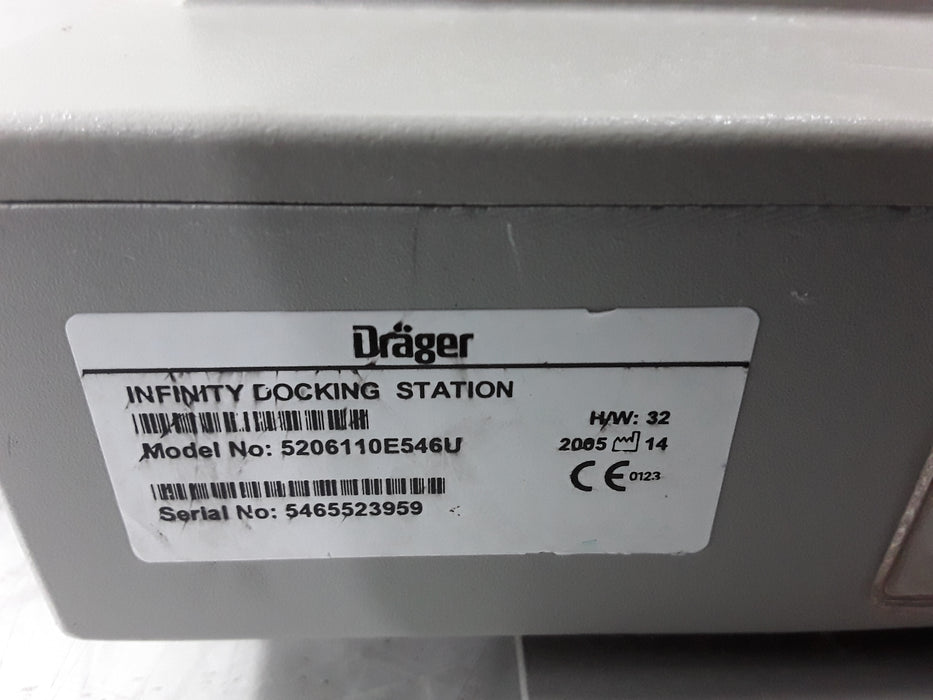 Dräger
INFINITY DOCKING STATION
H/W: 32
Model No: 5206110E546U
2005 14
CE 0123
Serial No: 5465523959